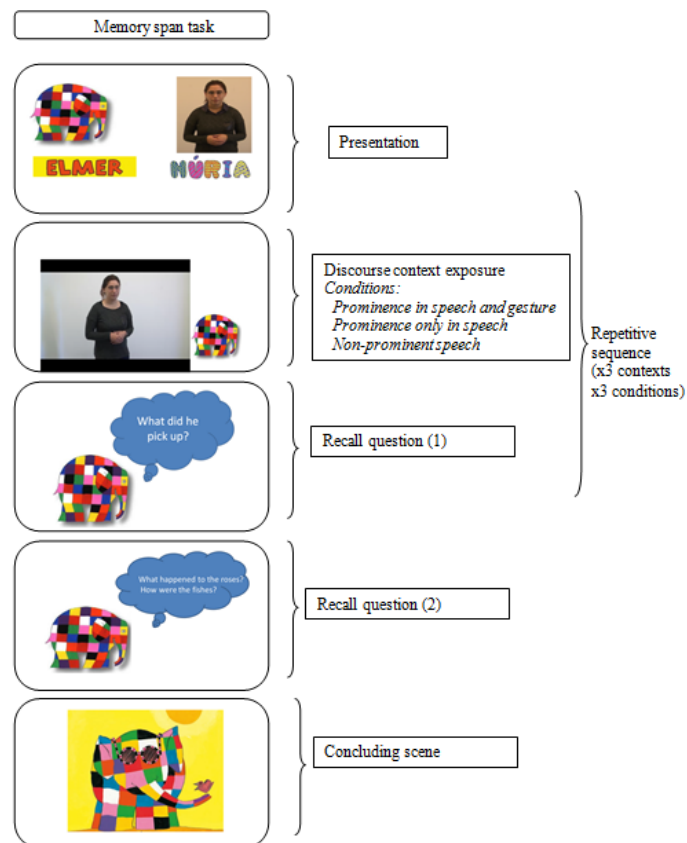 Memory span task
ELMER
NÚRIA
Presentation
Discourse context exposure
Conditions:
Prominence in speech and gesture
Prominence only in speech
Non-prominent speech
Repetitive
sequence
(x3 contexts
x3 conditions)
What did he
pick up?
Recall question (1)
What happened to the roses?
How were the fishes?
Recall question (2)
Concluding scene